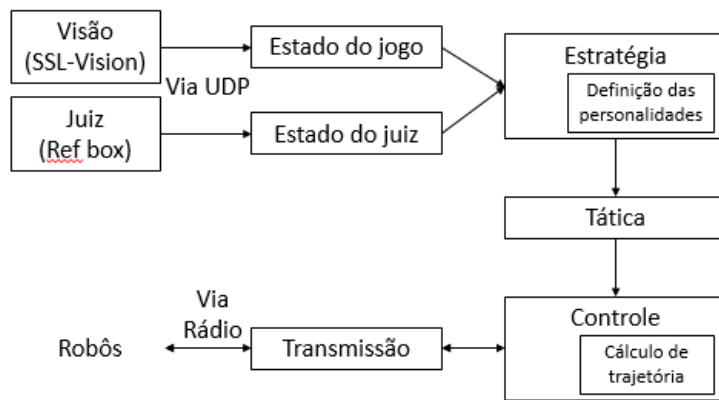 Visão
(SSL-Vision)
Estado do jogo
Estratégia
Definição das
personalidades
Via UDP
Juiz
(Ref box)
Estado do juiz
Tática
Controle
Cálculo de
trajetória
Via
Rádio
Robôs
Transmissão